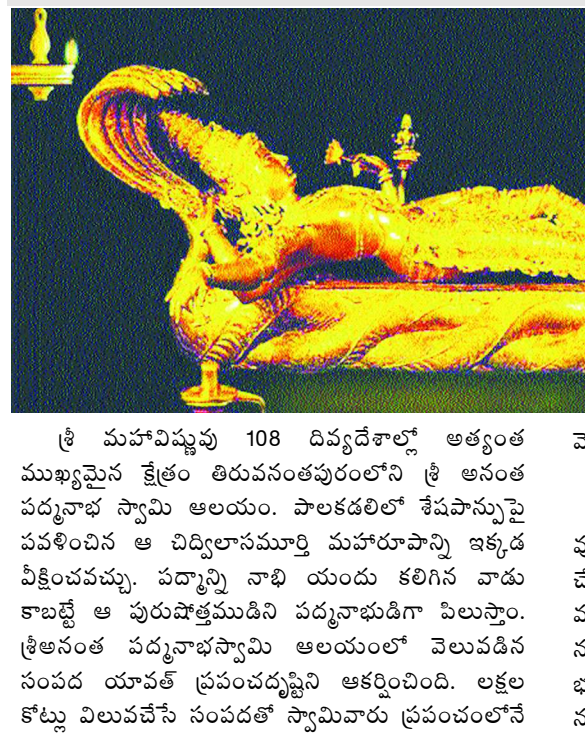 శ్రీ మహావిష్ణువు 108 దివ్యదేశాల్లో అత్యంత
ముఖ్యమైన క్షేత్రం తిరువనంతపురంలోని శ్రీ అనంత
పద్మనాభ స్వామి ఆలయం. పాలకడలిలో శేషపాన్పుపై
పవళించిన ఆ చిద్విలాసమూర్తి మహారూపాన్ని ఇక్కడ
వీక్షించవచ్చు. పద్మాన్ని నాభి యందు కలిగిన వాడు
కాబట్టే ఆ పురుషోత్తముడిని పద్మనాభుడిగా పిలుస్తాం.
శ్రీఅనంత పద్మనాభస్వామి ఆలయంలో వెలువడిన
సంపద యావత్ ప్రపంచదృష్టిని ఆకర్షించింది. లక్షల
కోట్లు విలువచేసే సంపదతో స్వామివారు ప్రపంచంలోనే